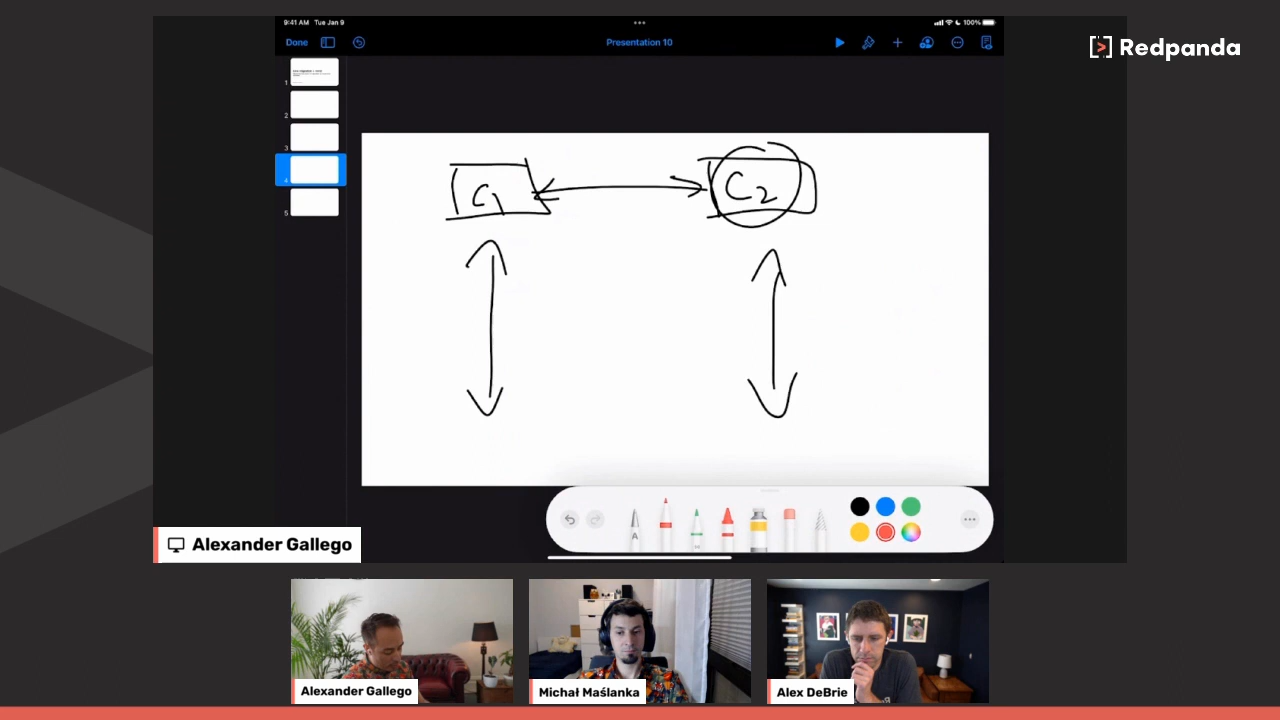 9:41 AM Tue Jan 9
100%
Done
Presentation 10
Redpanda
1
2
3
4
5
C1
C2
A
Alexander Gallego
Alexander Gallego
Michał Maślanka
Alex DeBrie